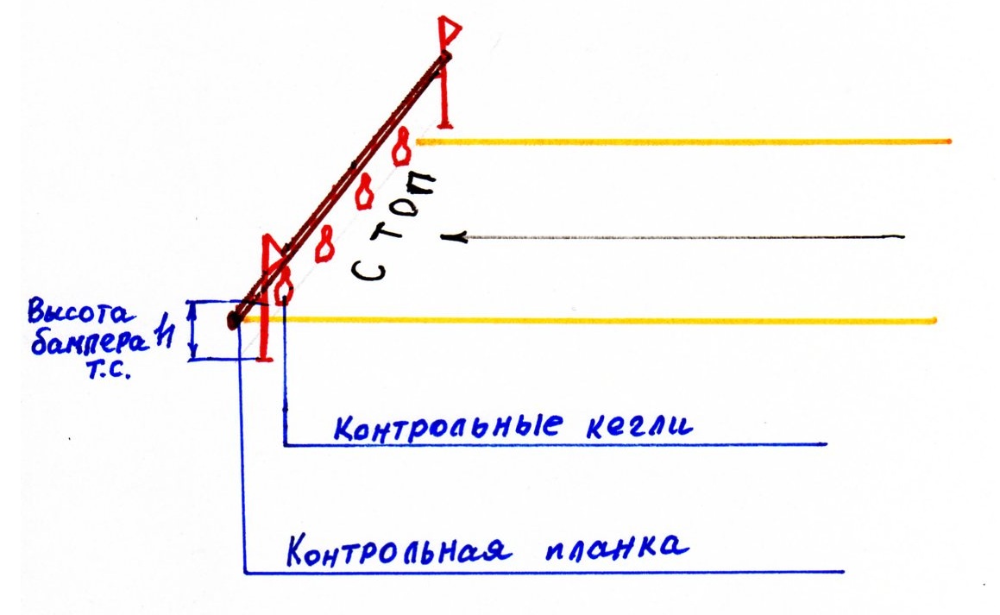 СТОП
Высота
бампера h
т.с.
Контрольные кегли
Контрольная планка